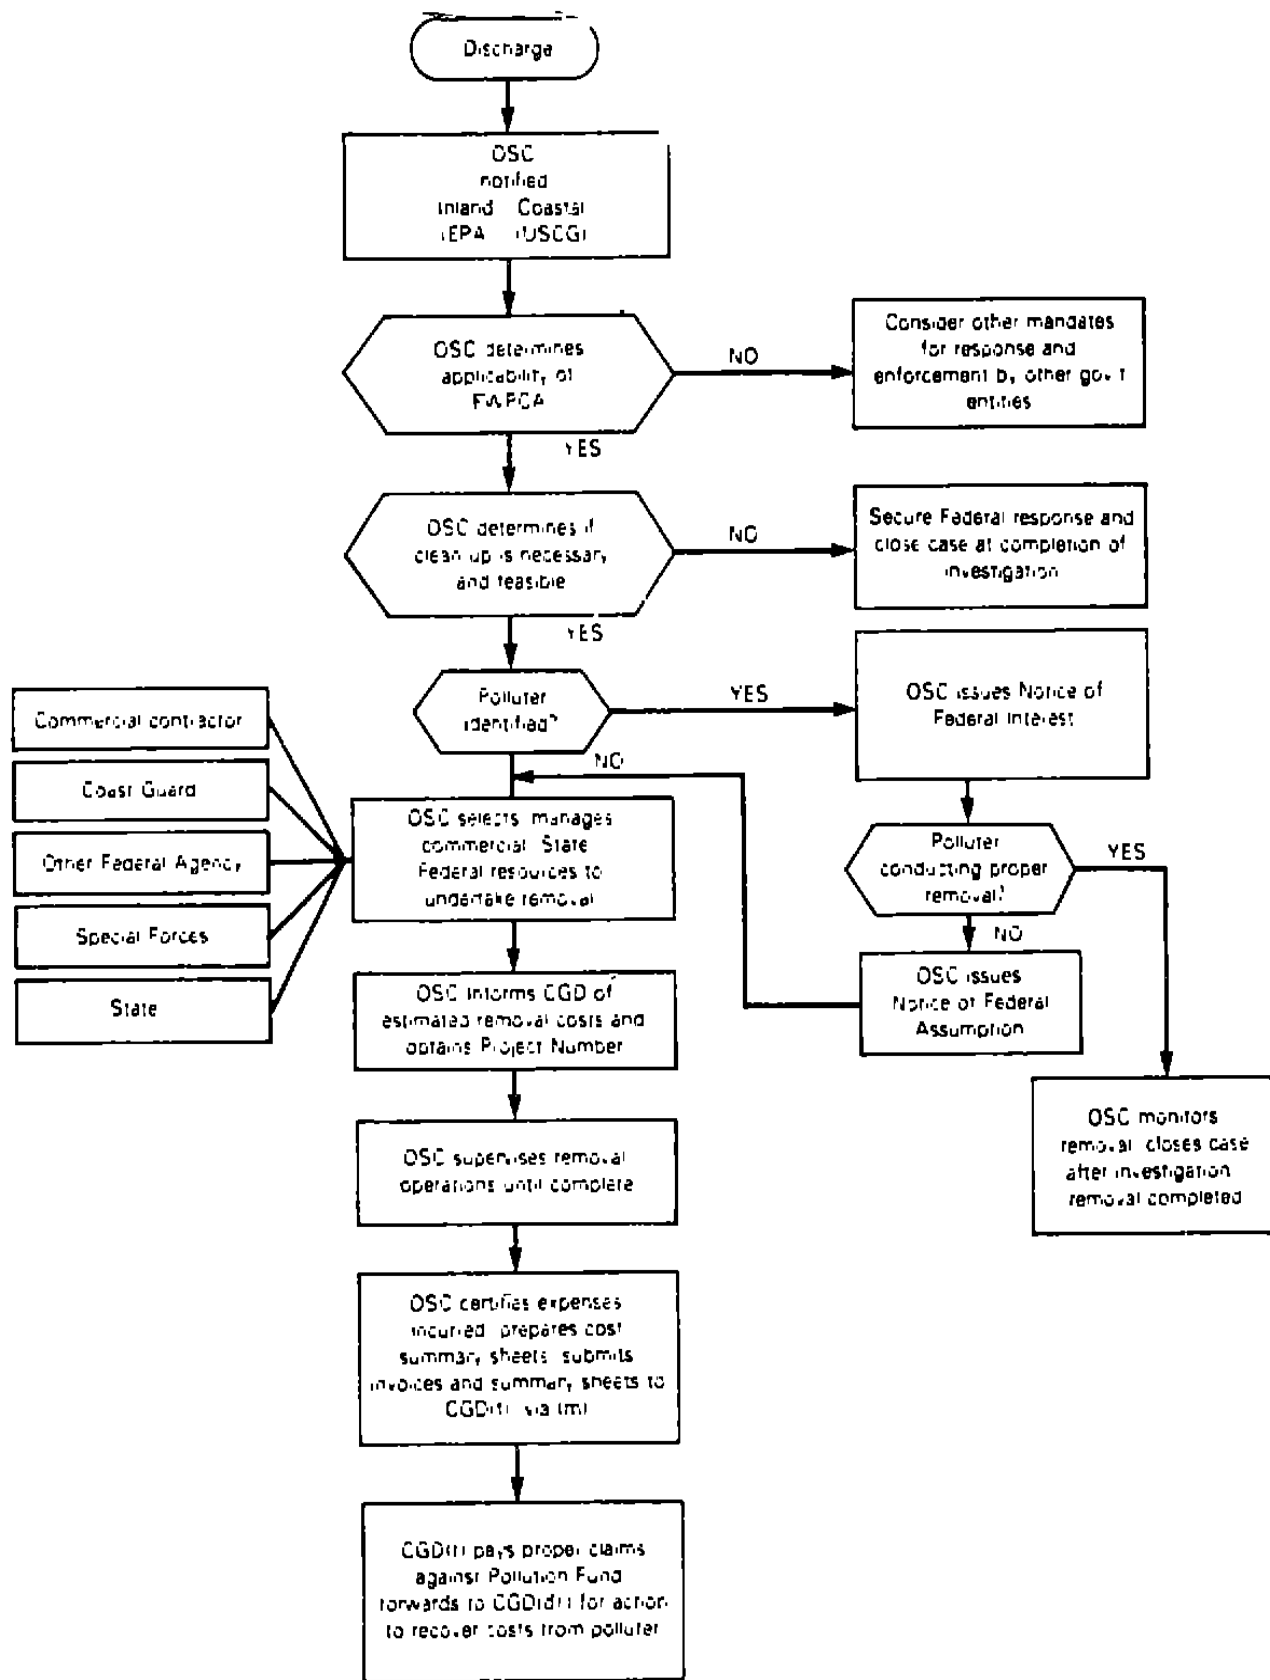 Discharge
OSC
notified
Inland Coastal
(EPA (USCG)
OSC determines
applicability of
FWPCA
NO
Consider other mandates
for response and
enforcement by other gov't
entities
YES
OSC determines if
clean up is necessary
and feasible
NO
Secure Federal response and
close case at completion of
investigation
YES
Polluter
identified?
YES
OSC issues Notice of
Federal Interest
NO
Commercial contractor
Coast Guard
Other Federal Agency
Special Forces
State
OSC selects manages
commercial State
Federal resources to
undertake removal
Polluter
conducting proper
removal?
YES
NO
OSC issues
Notice of Federal
Assumption
OSC informs CGD of
estimated removal costs and
obtains Project Number
OSC monitors
removal closes case
after investigation
removal completed
OSC supervises removal
operations until complete
OSC certifies expenses
incurred prepares cost
summary sheets submits
invoices and summary sheets to
via (m)
pays proper claims
against Pollution Fund
forwards to for action
to recover costs from polluter